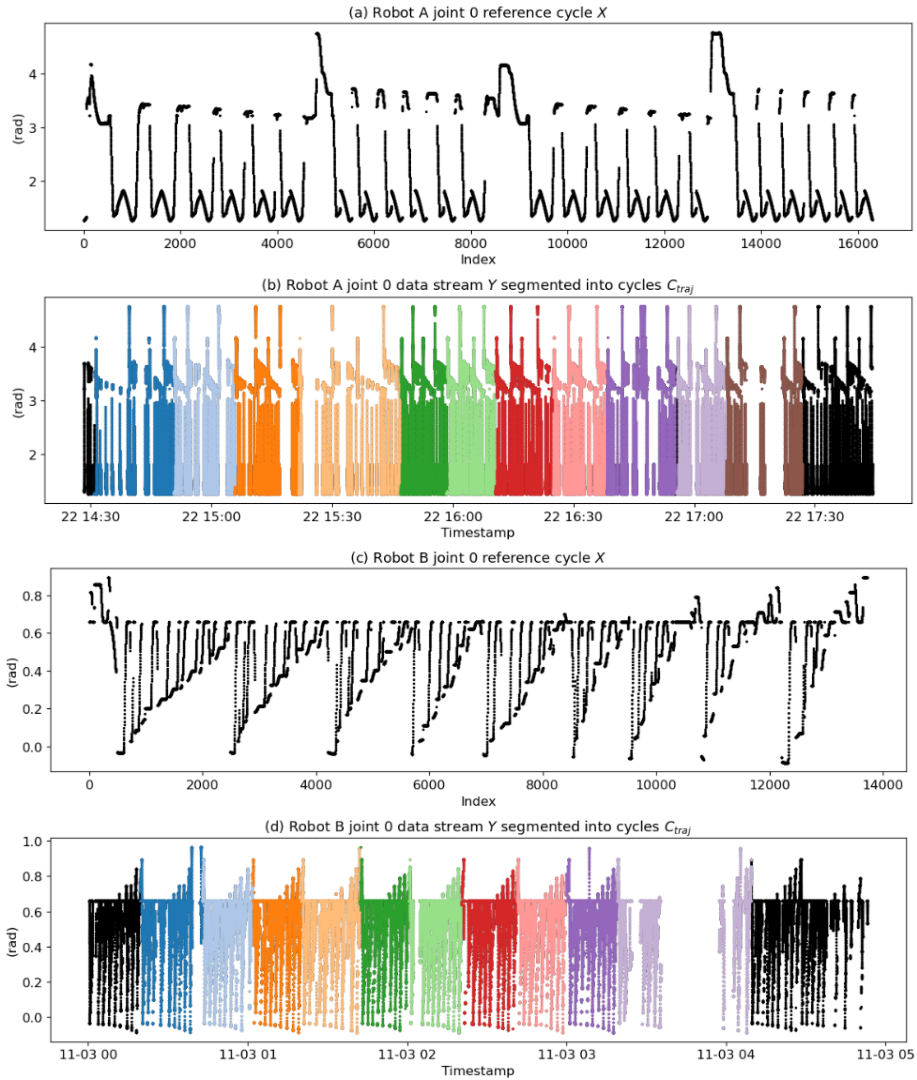 (a) Robot A joint 0 reference cycle X
4
3
2
(rad)
0 2000 4000 6000 8000 10000 12000 14000 16000
Index
(b) Robot A joint 0 data stream Y segmented into cycles C_traj
4
3
2
(rad)
22 14:30 22 15:00 22 15:30 22 16:00 22 16:30 22 17:00 22 17:30
Timestamp
(c) Robot B joint 0 reference cycle X
0.8
0.6
0.4
0.2
0.0
(rad)
0 2000 4000 6000 8000 10000 12000 14000
Index
(d) Robot B joint 0 data stream Y segmented into cycles C_traj
1.0
0.8
0.6
0.4
0.2
0.0
(rad)
11-03 00 11-03 01 11-03 02 11-03 03 11-03 04 11-03 05
Timestamp